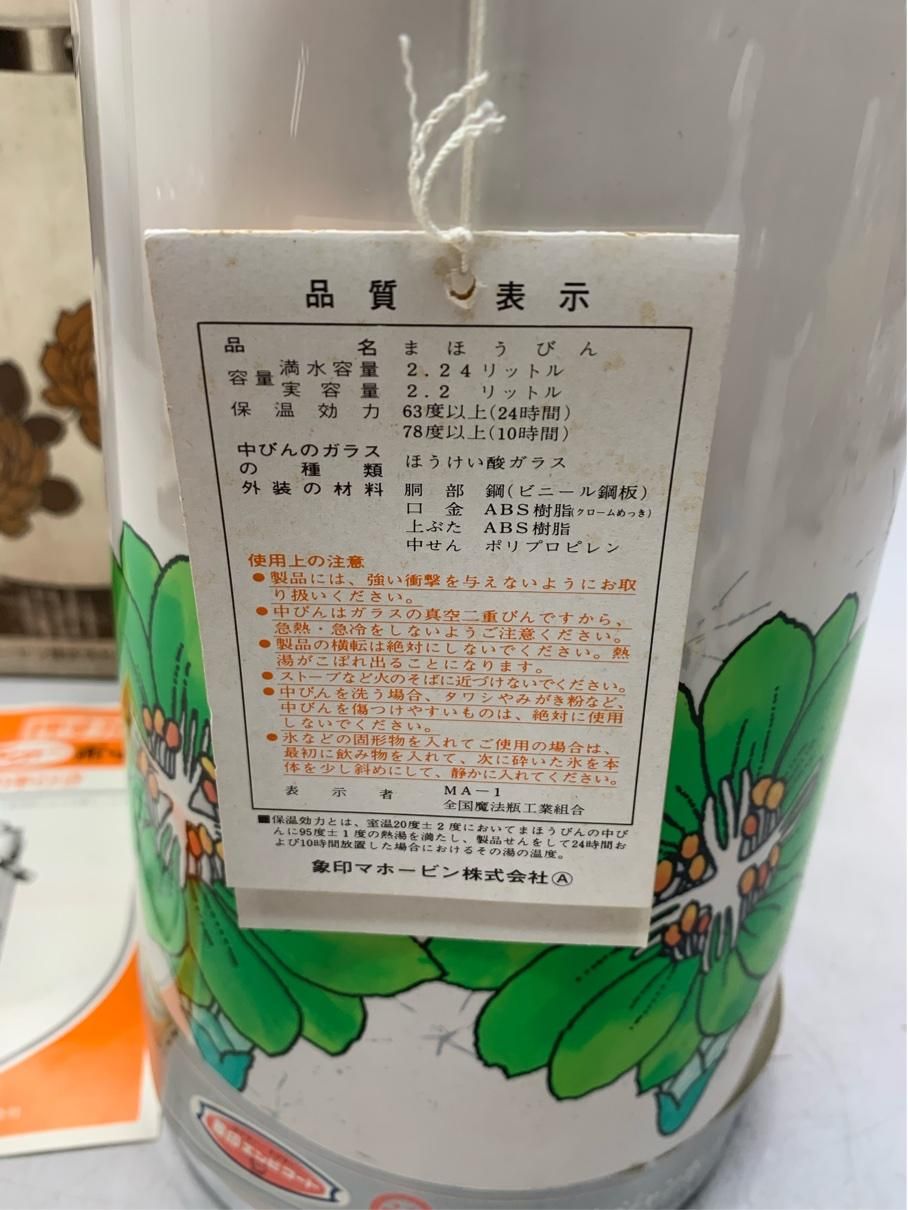 品質表示
品名 まほうびん
容量 満水容量 2.24リットル
実容量 2.2 リットル
保温効力 63度以上(24時間)
78度以上(10時間)
中びんのガラス
の種類 ほうけい酸ガラス
外装の材料 胴部 鋼(ビニール鋼板)
口金 ABS樹脂(クロームめっき)
上ぶた ABS樹脂
中せん ポリプロピレン
使用上の注意
●製品には、強い衝撃を与えないようにお取
り扱いください。
●中びんはガラスの真空二重びんですから、
急熱・急冷をしないようご注意ください。
●製品の横転は絶対にしないでください。熱
湯がこぼれ出ることになります。
●ストーブなど火のそばに近づけないでください。
●中びんを洗う場合、タワシやみがき粉など、
中びんを傷つけやすいものは、絶対に使用
しないでください。
●氷などの固形物を入れてご使用の場合は、
最初に飲み物を入れて、次に砕いた氷を本
体を少し斜めにして、静かに入れてください。
表示者 MA-1
全国魔法瓶工業組合
■保温効力とは、室温20度±2度においてまほうびんの中び
んに95度±1度の熱湯を満たし、製品せんをして24時間お
よび10時間放置した場合におけるその湯の温度。
象印マホービン株式会社Ⓐ